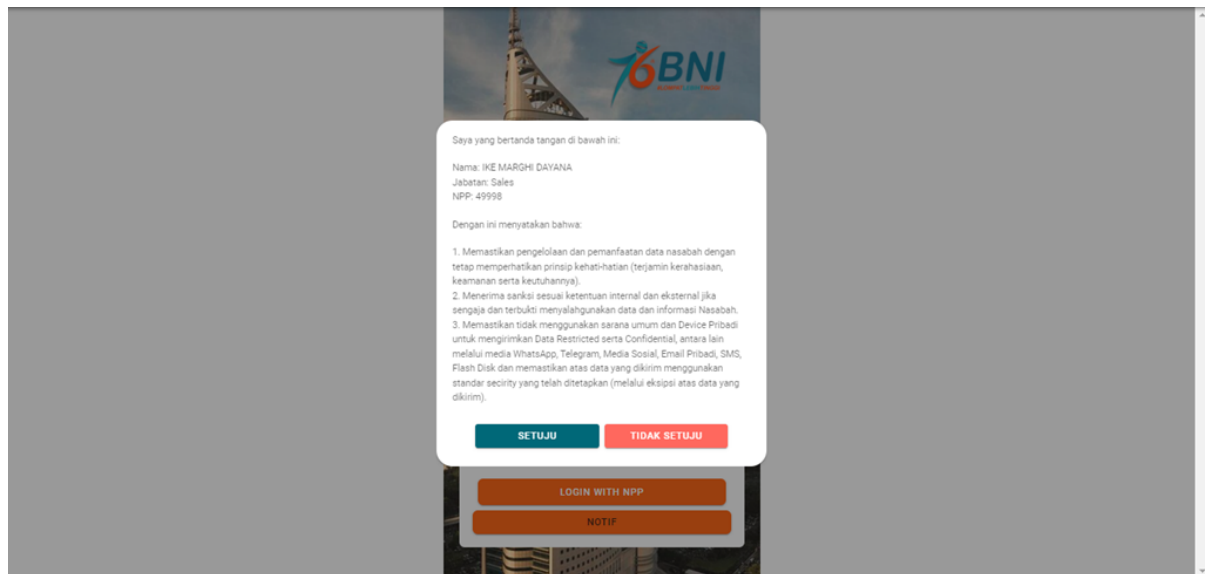 76 BNI
Saya yang bertanda tangan di bawah ini:
Nama: IKE MARGHI DAYANA
Jabatan: Sales
NPP: 49998
Dengan ini menyatakan bahwa:
1. Memastikan pengelolaan dan pemanfaatan data nasabah dengan
tetap memperhatikan prinsip kehati-hatian (terjamin kerahasiaan,
keamanan serta keutuhannya).
2. Menerima sanksi sesuai ketentuan internal dan eksternal jika
sengaja dan terbukti menyalahgunakan data dan informasi Nasabah.
3. Memastikan tidak menggunakan sarana umum dan Device Pribadi
untuk mengirimkan Data Restricted serta Confidential, antara lain
melalui media WhatsApp, Telegram, Media Sosial, Email Pribadi, SMS,
Flash Disk dan memastikan atas data yang dikirim menggunakan
standar secirity yang telah ditetapkan (melalui eksipsi atas data yang
dikirim).
SETUJU TIDAK SETUJU
LOGIN WITH NPP
NOTIF